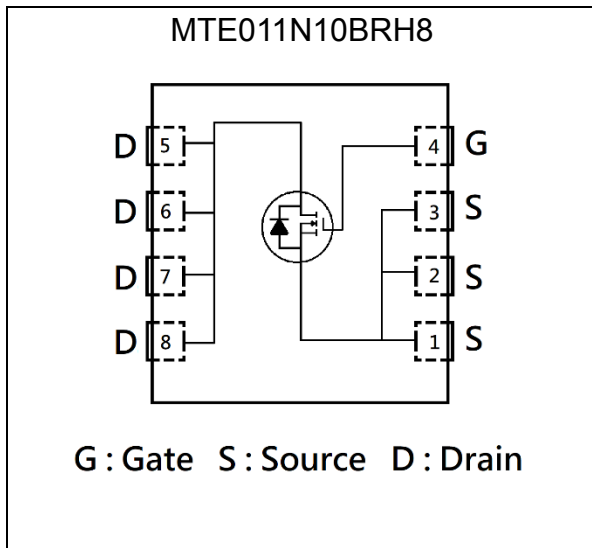 MTE011N10BRH8
D 5 4 G
D 6 3 S
D 7 2 S
D 8 1 S
G : Gate S : Source D : Drain